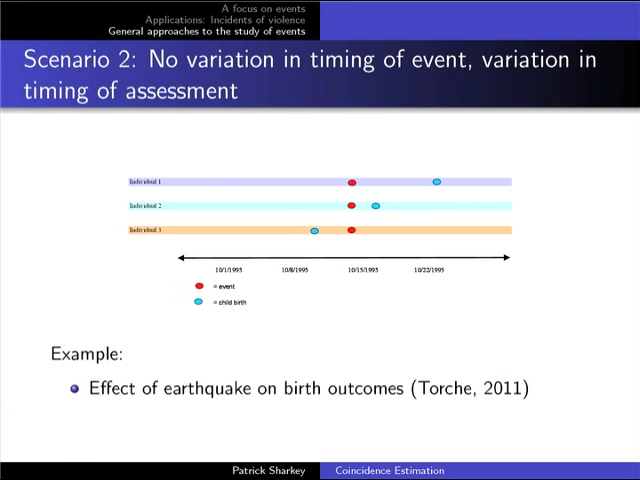 A focus on events
Applications: Incidents of violence
General approaches to the study of events
Scenario 2: No variation in timing of event, variation in
timing of assessment
Individual 1
Individual 2
Individual 3
10/1/1995 10/8/1995 10/15/1995 10/22/1995
= event
= child birth
Example:
Effect of earthquake on birth outcomes (Torche, 2011)
Patrick Sharkey Coincidence Estimation